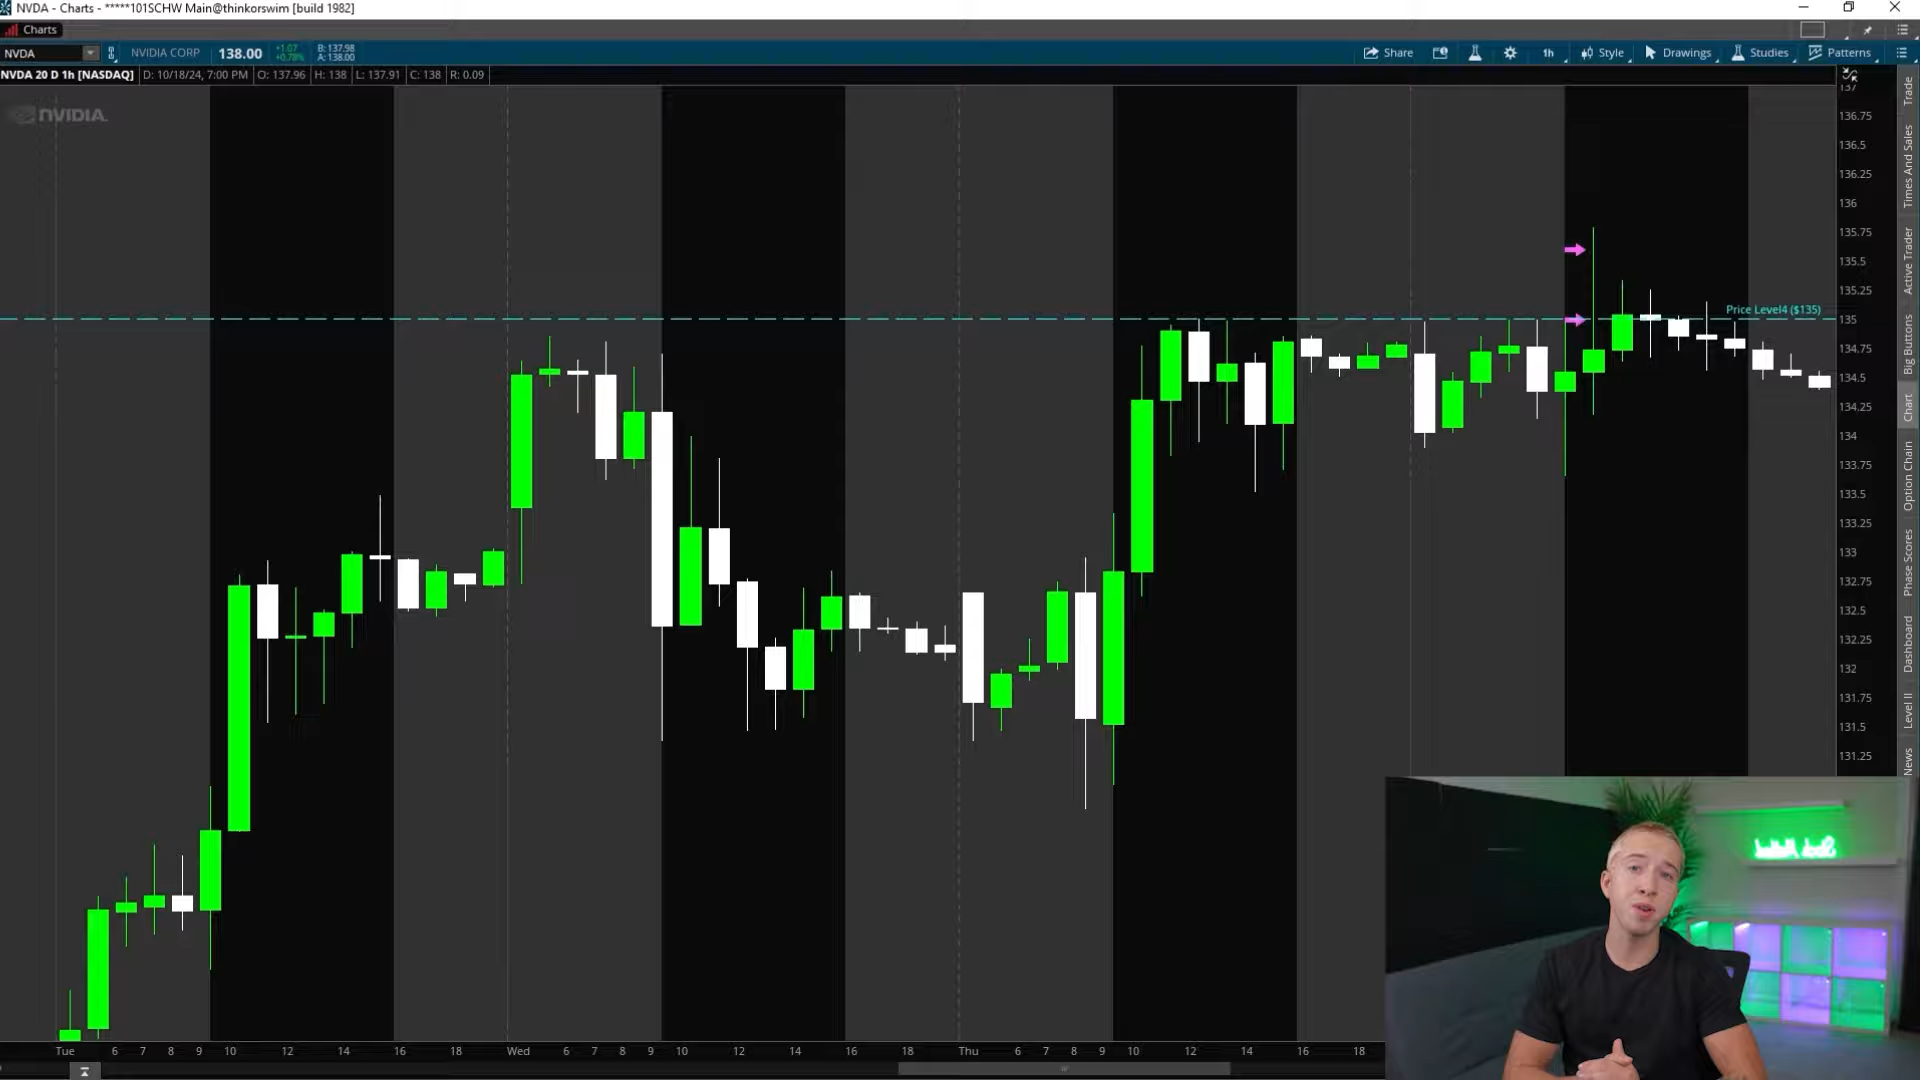 NVDA - Charts - *****101SCHW Main@thinkorswim [build 1982]
Charts
NVDA
NVIDIA CORP
138.00
+1.07
+0.78%
B: 137.98
A: 138.00
Share
1h
Style
Drawings
Studies
Patterns
NVDA 20 D 1h [NASDAQ]
D: 10/18/24, 7:00 PM
O: 137.96
H: 138
L: 137.91
C: 138
R: 0.09
NVIDIA.
137
136.75
136.5
136.25
136
135.75
135.5
135.25
Price Level4 ($135)
135
134.75
134.5
134.25
134
133.75
133.5
133.25
133
132.75
132.5
132.25
132
131.75
131.5
131.25
Trade
Times And Sales
Active Trader
Big Buttons
Chart
Option Chain
Phase Scores
Dashboard
Level II
News
Tue 6 7 8 9 10 12 14 16 18 Wed 6 7 8 9 10 12 14 16 18 Thu 6 7 8 9 10 12 14 16 18